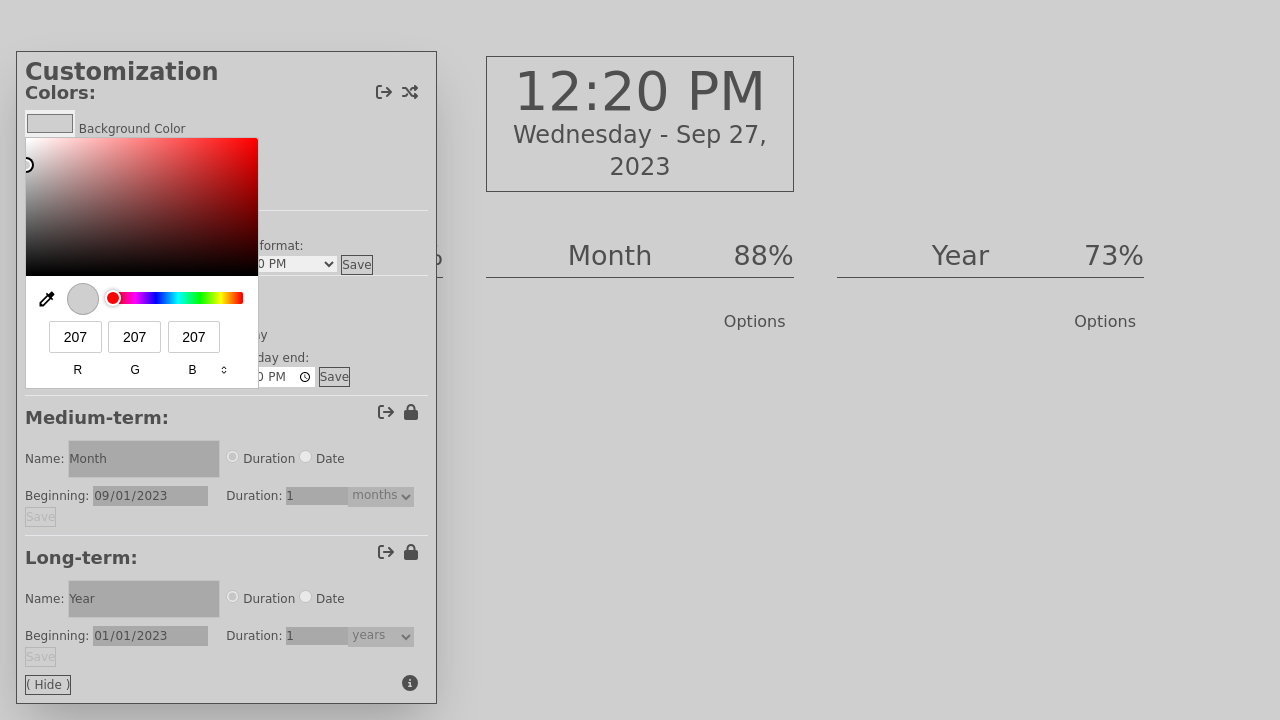 Customization
Colors:
Background Color
format:
0 PM
Save
207 207 207
R G B
day end:
0 PM
Save
Medium-term:
Name: Month Duration Date
Beginning: 09/01/2023 Duration: 1 months
Save
Long-term:
Name: Year Duration Date
Beginning: 01/01/2023 Duration: 1 years
Save
( Hide )
12:20 PM
Wednesday - Sep 27,
2023
Month 88%
Options
Year 73%
Options